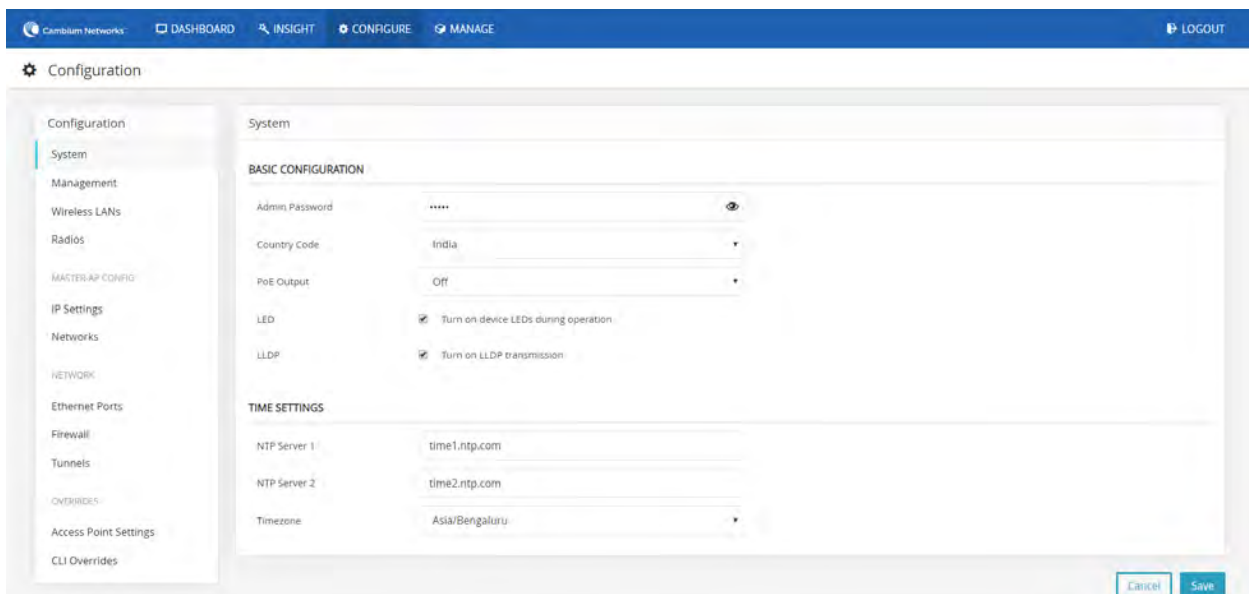 Cambium Networks DASHBOARD INSIGHT CONFIGURE MANAGE LOGOUT
Configuration
Configuration
System
Management
Wireless LANs
Radios
MASTER-AP CONFIG
IP Settings
Networks
NETWORK
Ethernet Ports
Firewall
Tunnels
OVERRIDES
Access Point Settings
CLI Overrides
System
BASIC CONFIGURATION
Admin Password •••••
Country Code India
PoE Output Off
LED Turn on device LEDs during operation
LLDP Turn on LLDP transmission
TIME SETTINGS
NTP Server 1 time1.ntp.com
NTP Server 2 time2.ntp.com
Timezone Asia/Bengaluru
Cancel Save